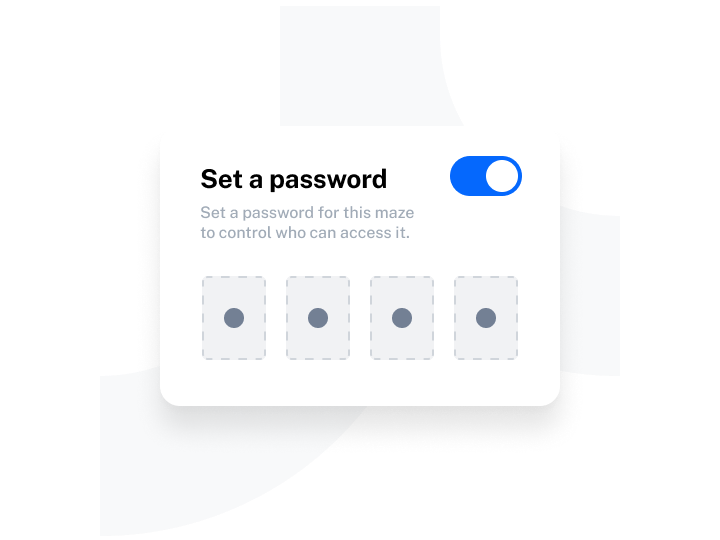 Set a password
Set a password for this maze
to control who can access it.